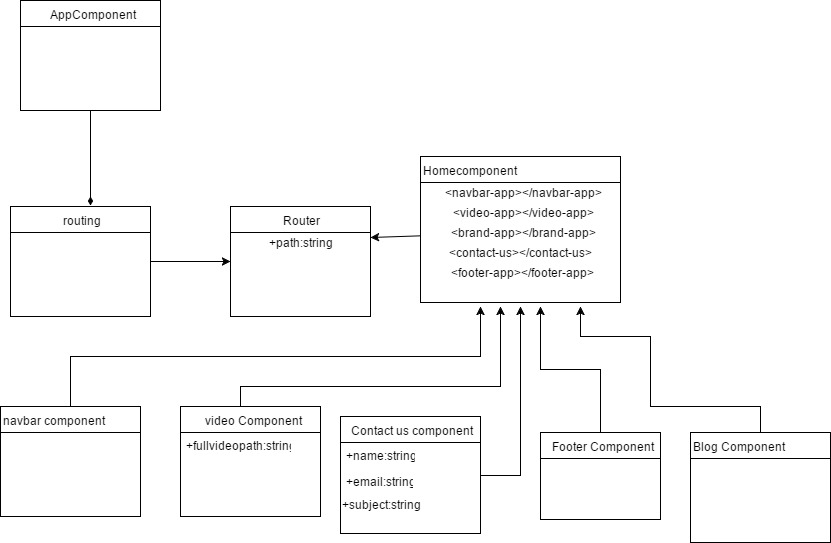 AppComponent
routing
Router
+path:string
Homecomponent
<navbar-app></navbar-app>
<video-app></video-app>
<brand-app></brand-app>
<contact-us></contact-us>
<footer-app></footer-app>
navbar component
video Component
+fullvideopath:string
Contact us component
+name:string
+email:string
+subject:string
Footer Component
Blog Component